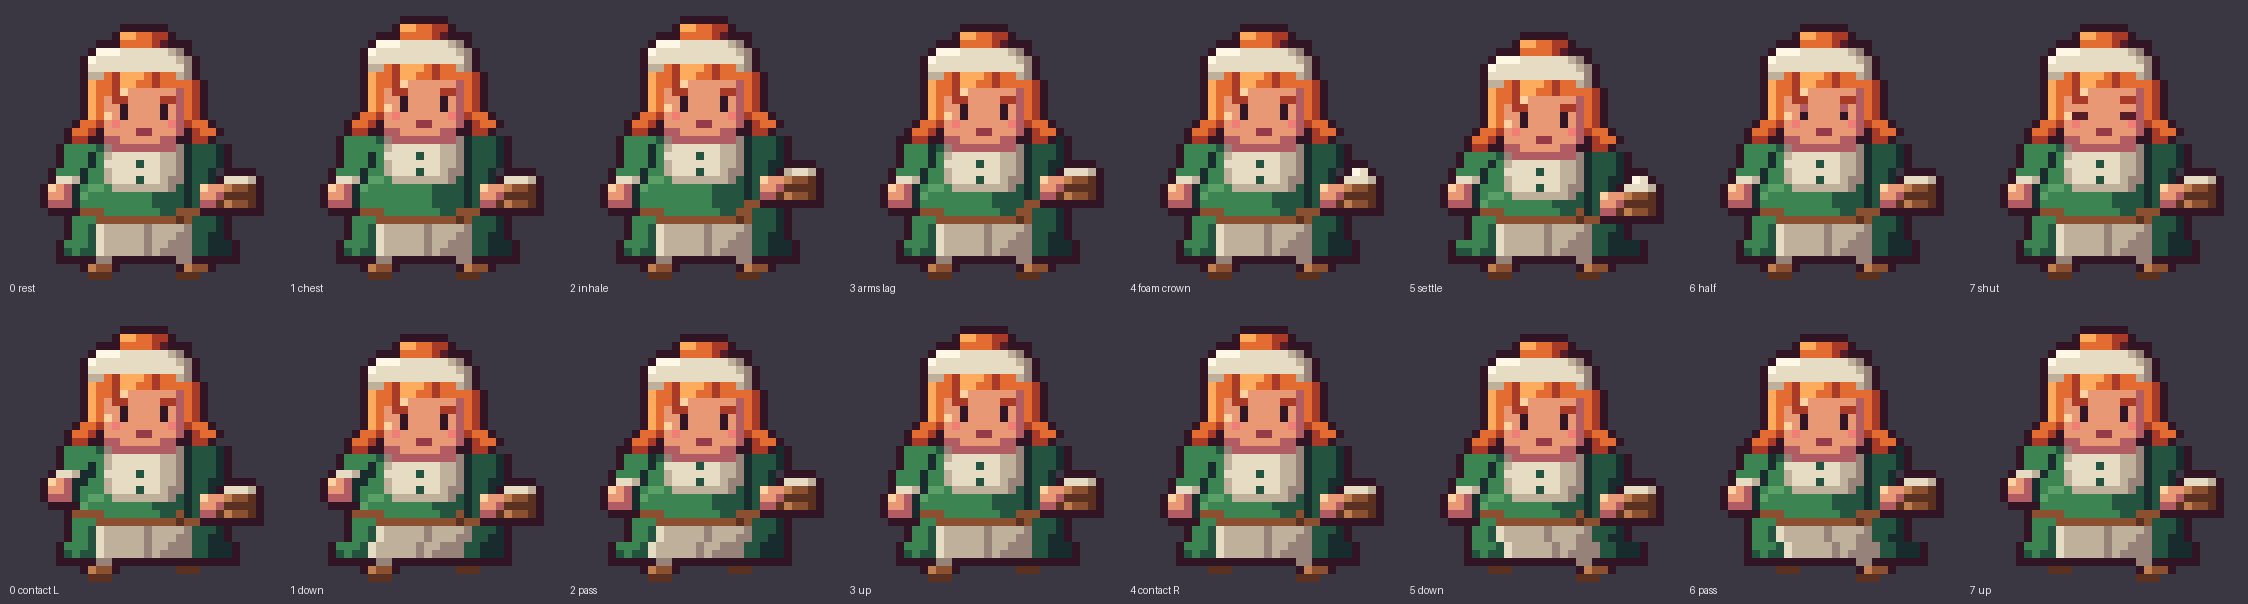 0 rest
1 chest
2 inhale
3 arms lag
4 foam crown
5 settle
6 half
7 shut
0 contact L
1 down
2 pass
3 up
4 contact R
5 down
6 pass
7 up